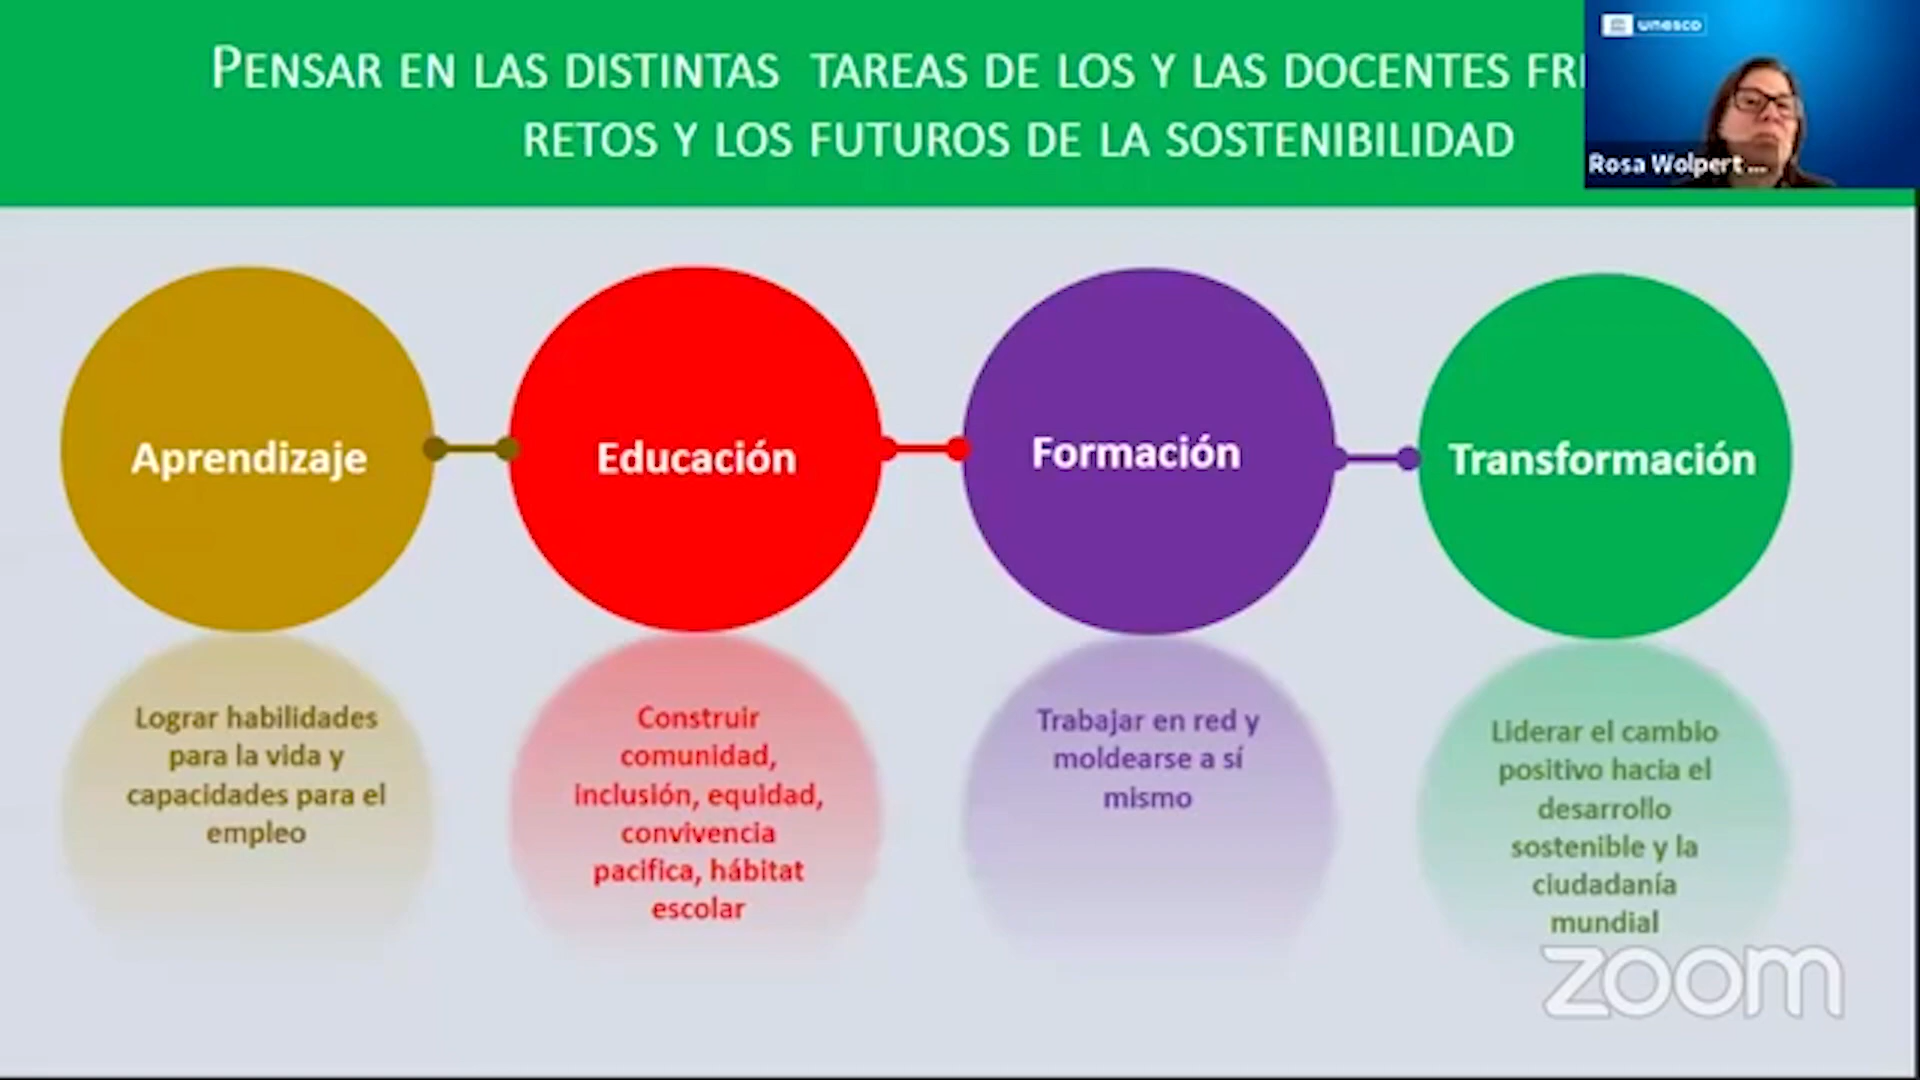 PENSAR EN LAS DISTINTAS TAREAS DE LOS Y LAS DOCENTES
RETOS Y LOS FUTUROS DE LA SOSTENIBILIDAD
unesco
Rosa Wolpert ...
Aprendizaje
Educación
Formación
Transformación
Lograr habilidades
para la vida y
capacidades para el
empleo
Construir
comunidad,
inclusión, equidad,
convivencia
pacifica, hábitat
escolar
Trabajar en red y
moldearse a sí
mismo
Liderar el cambio
positivo hacia el
desarrollo
sostenible y la
ciudadanía
mundial
zoom